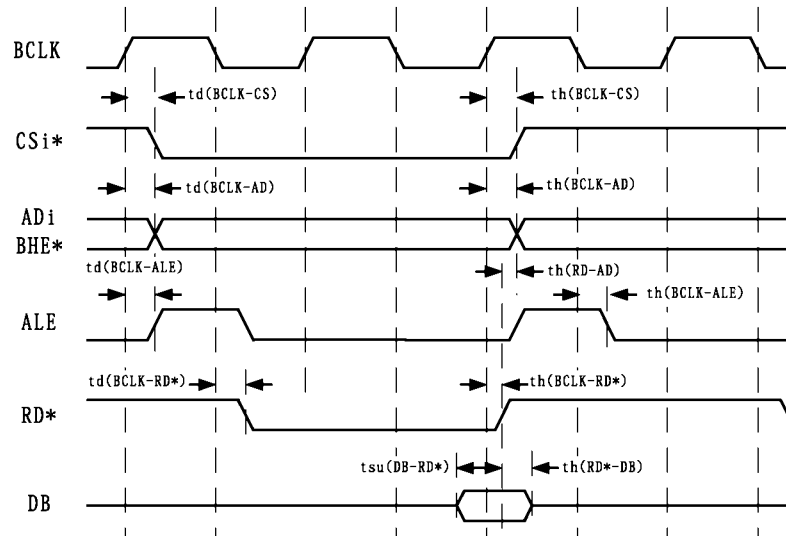 BCLK
td(BCLK-CS) th(BCLK-CS)
CSi*
td(BCLK-AD) th(BCLK-AD)
ADi
BHE*
td(BCLK-ALE) th(RD-AD)
th(BCLK-ALE)
ALE
td(BCLK-RD*) th(BCLK-RD*)
RD*
tsu(DB-RD*) th(RD*-DB)
DB